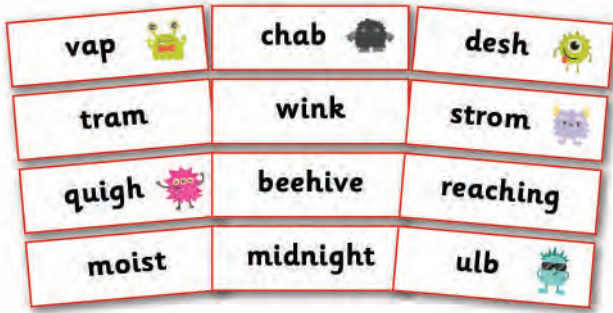 vap chab desh
tram wink strom
quigh beehive reaching
moist midnight ulb